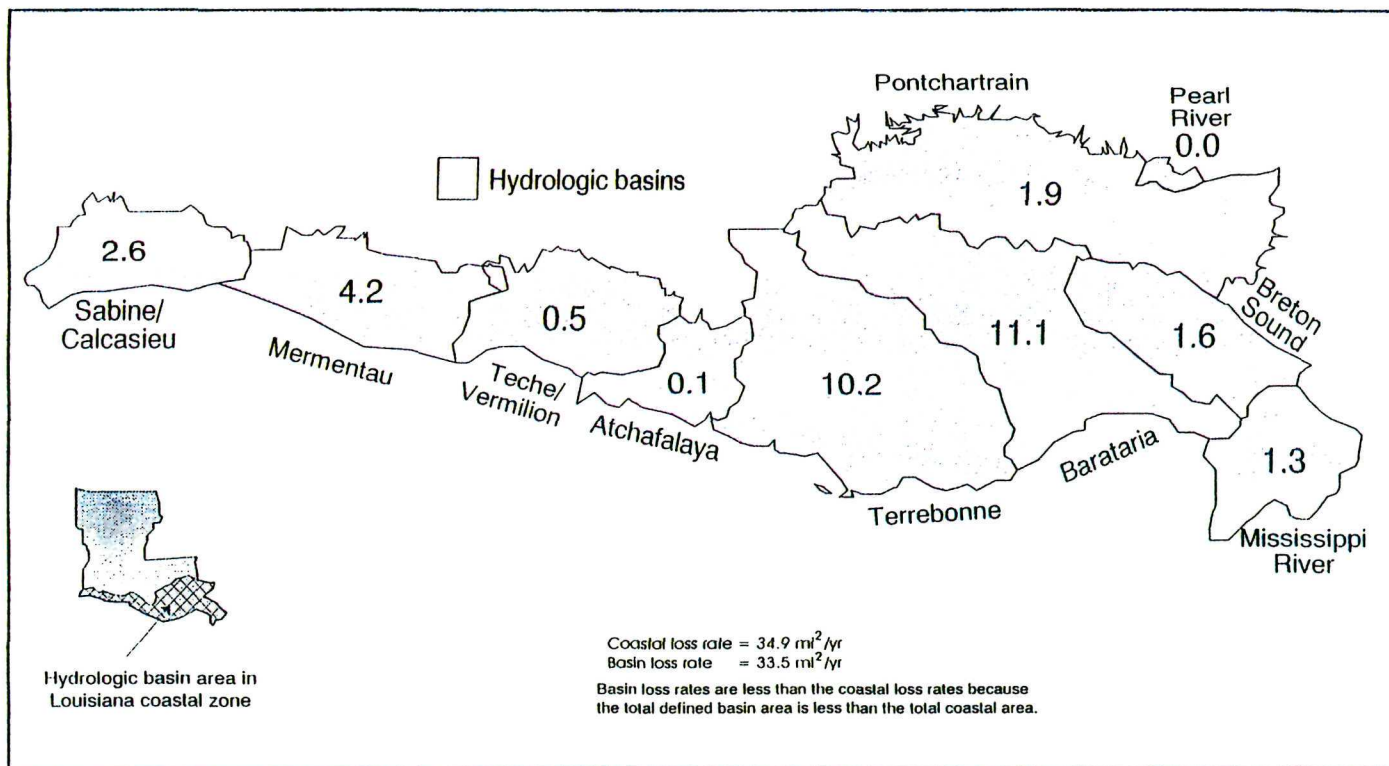 Pontchartrain
Pearl
River
0.0
Hydrologic basins
1.9
2.6
4.2
0.5
0.1
10.2
11.1
1.6
1.3
Sabine/
Calcasieu
Mermentau
Teche/
Vermilion
Atchafalaya
Terrebonne
Barataria
Breton
Sound
Mississippi
River
Hydrologic basin area in
Louisiana coastal zone
Coastal loss rate = 34.9 mi²/yr
Basin loss rate = 33.5 mi²/yr
Basin loss rates are less than the coastal loss rates because
the total defined basin area is less than the total coastal area.